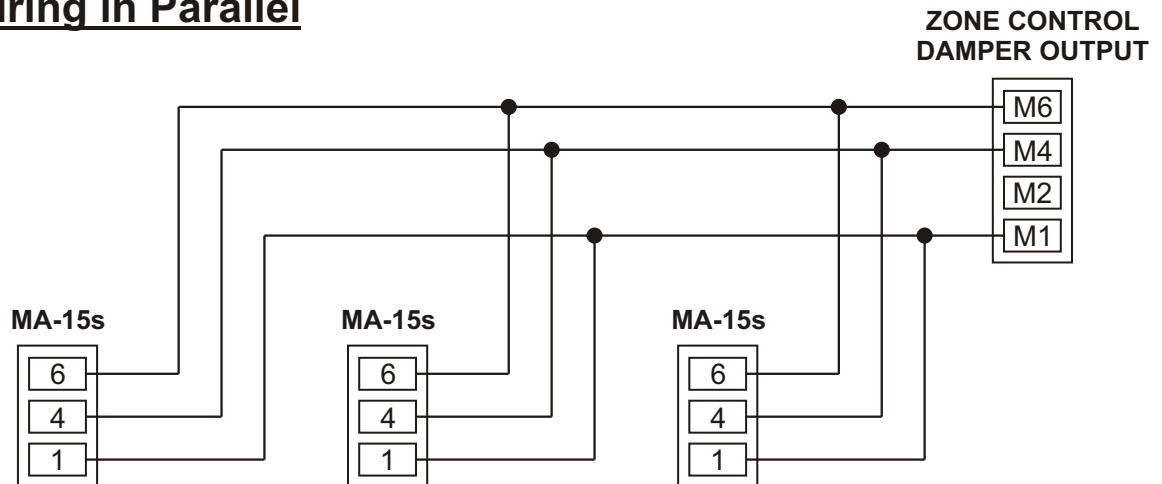 in Parallel
ZONE CONTROL
DAMPER OUTPUT
M6
M4
M2
M1
MA-15s
6
4
1
MA-15s
6
4
1
MA-15s
6
4
1